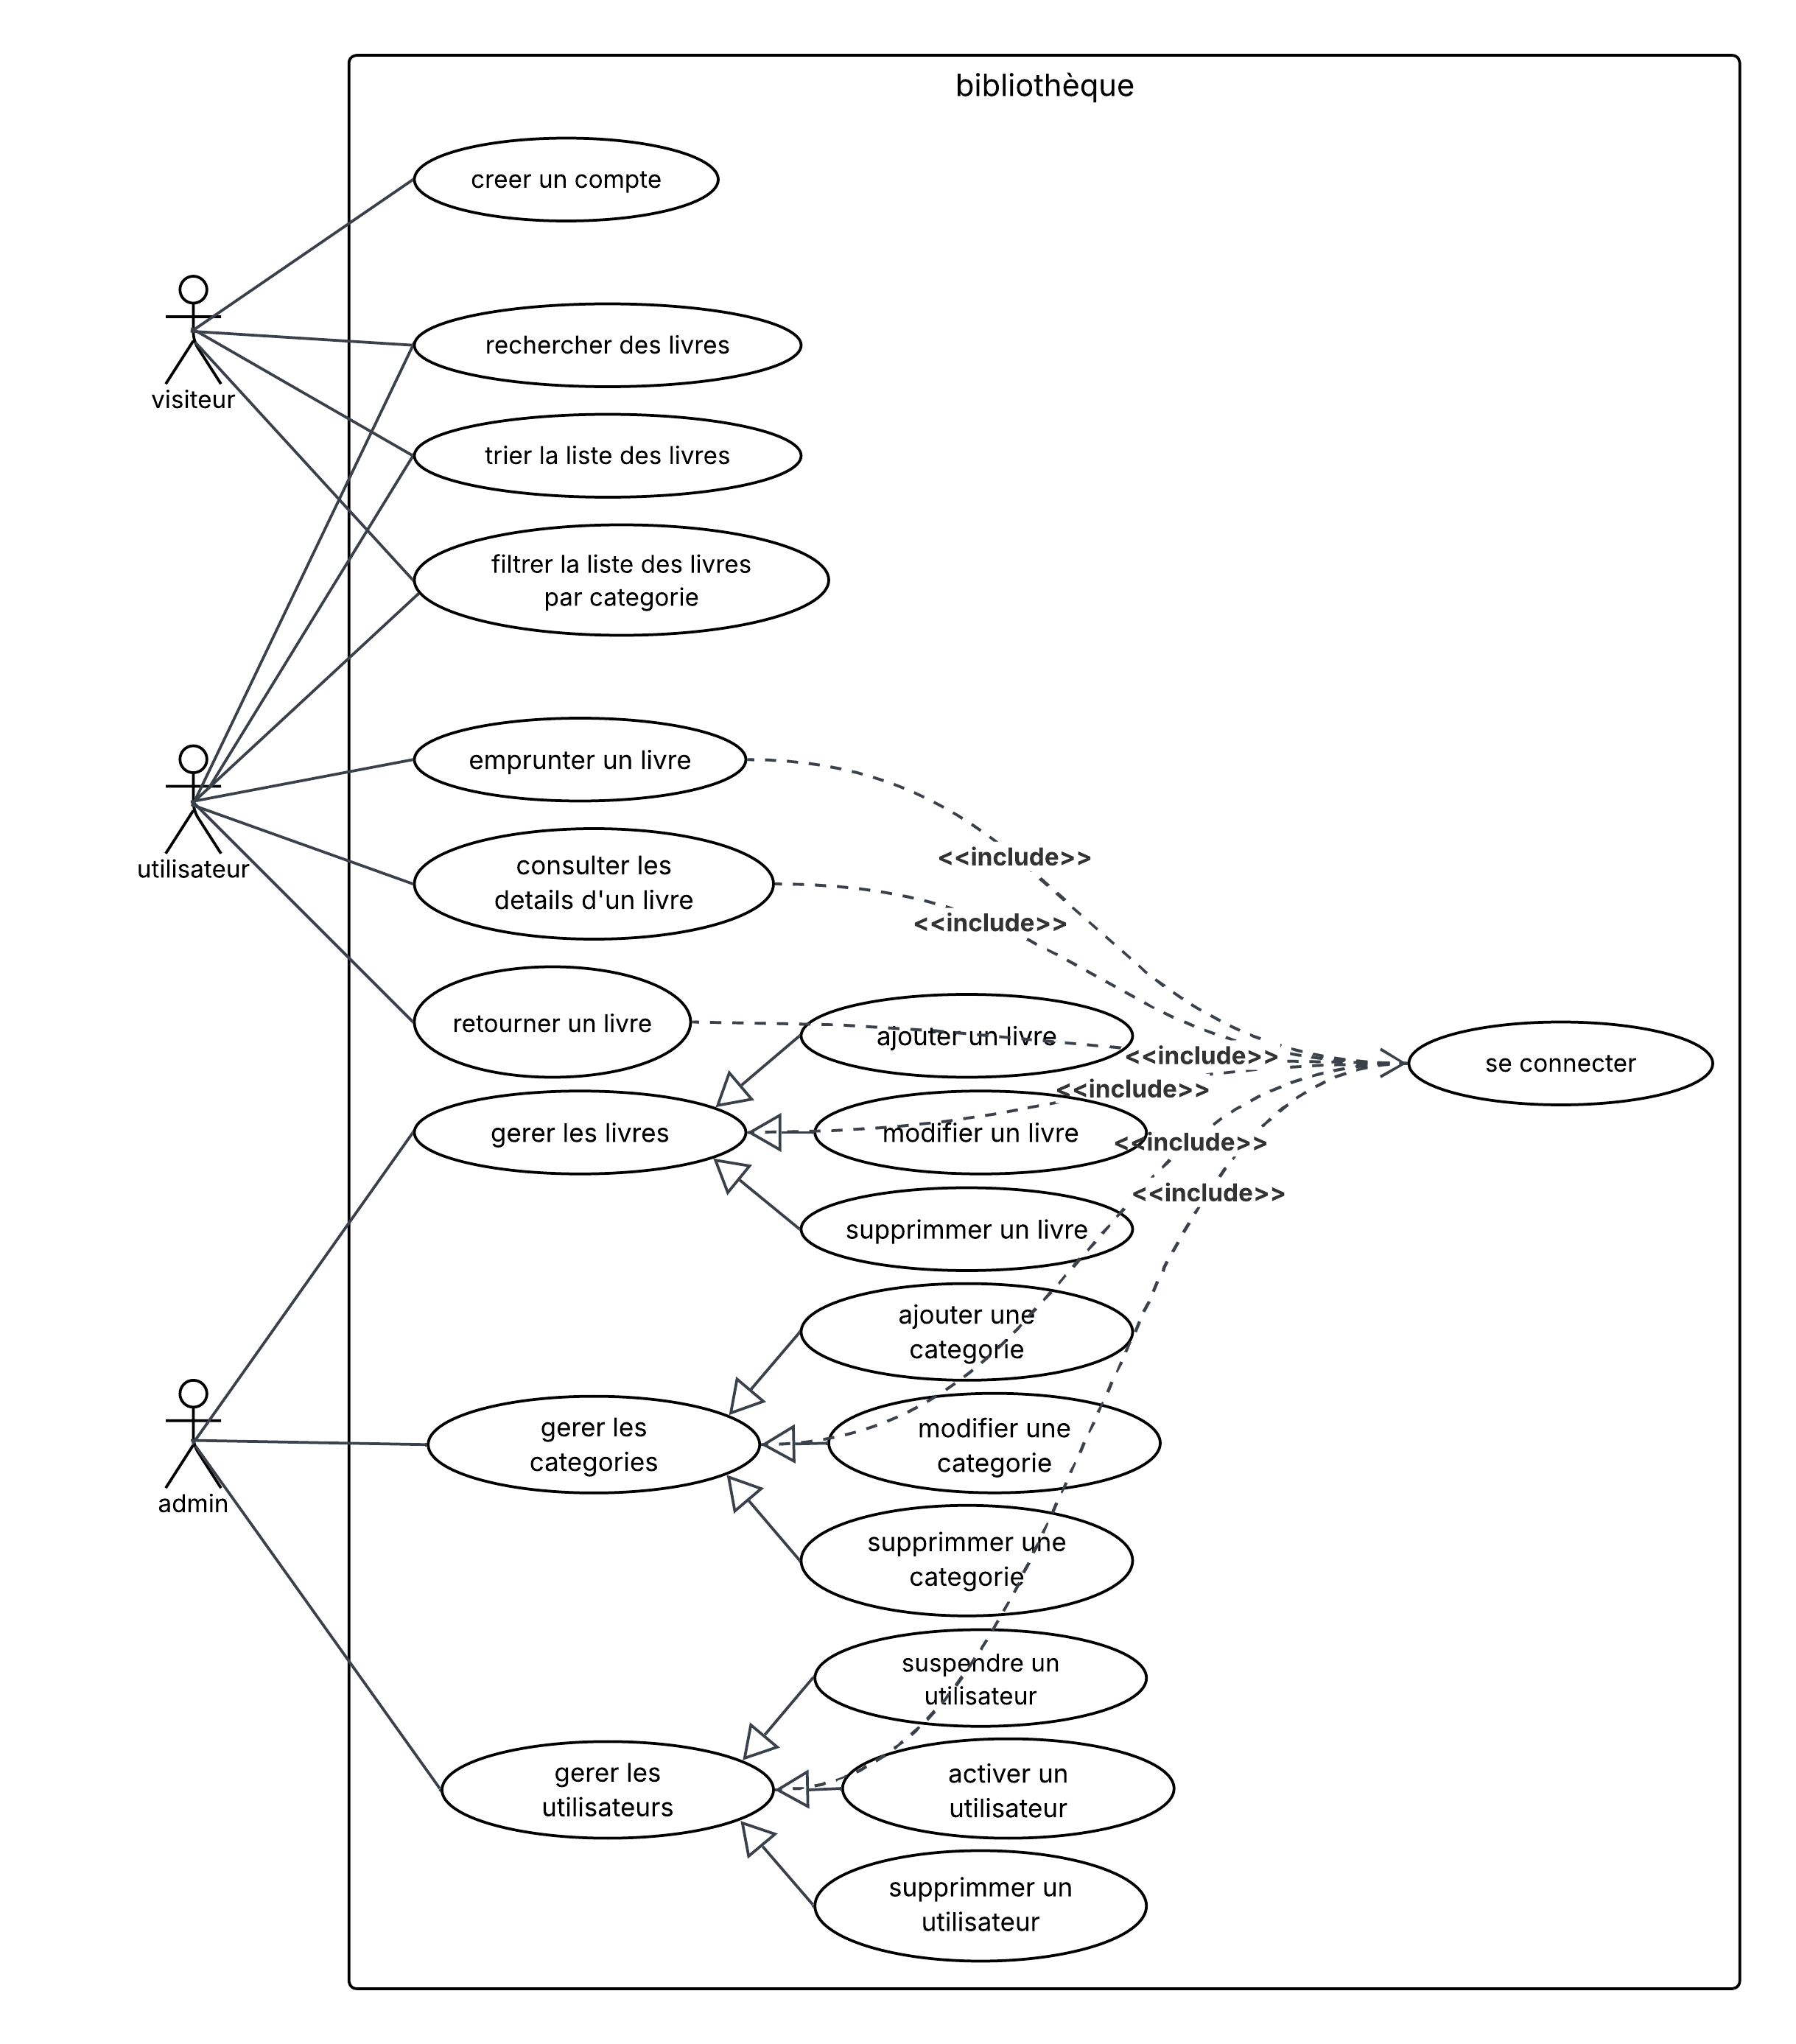 bibliothèque
creer un compte
rechercher des livres
visiteur
trier la liste des livres
filtrer la liste des livres
par categorie
emprunter un livre
<<include>>
utilisateur
consulter les
details d'un livre
<<include>>
retourner un livre
ajouter un livre
<<include>>
se connecter
<<include>>
gerer les livres
modifier un livre
<<include>>
<<include>>
supprimmer un livre
ajouter une
categorie
gerer les
categories
modifier une
categorie
admin
supprimmer une
categorie
suspendre un
utilisateur
gerer les
utilisateurs
activer un
utilisateur
supprimmer un
utilisateur